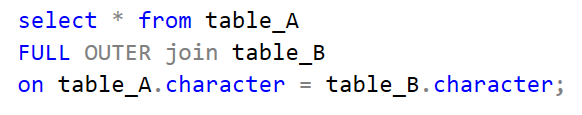 select * from table_A
FULL OUTER join table_B
on table_A.character = table_B.character;